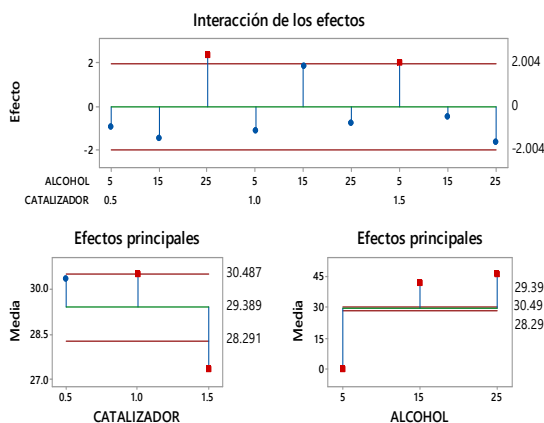 Interacción de los efectos
Efecto
2
0
-2
2.004
0
-2.004
ALCOHOL 5 15 25 5 15 25 5 15 25
CATALIZADOR 0.5 1.0 1.5
Efectos principales
Media
30.0
28.5
27.0
30.487
29.389
28.291
0.5 1.0 1.5
CATALIZADOR
Efectos principales
Media
45
30
15
0
29.39
30.49
28.29
5 15 25
ALCOHOL